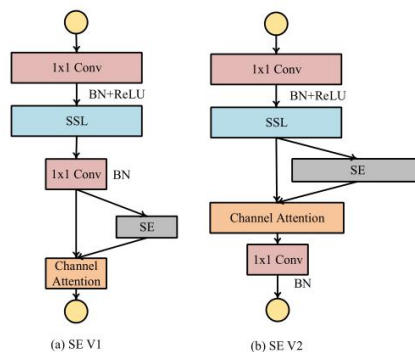 1x1 Conv
BN+ReLU
SSL
1x1 Conv
BN
SE
Channel
Attention
(a) SE V1
1x1 Conv
BN+ReLU
SSL
SE
Channel Attention
1x1 Conv
BN
(b) SE V2